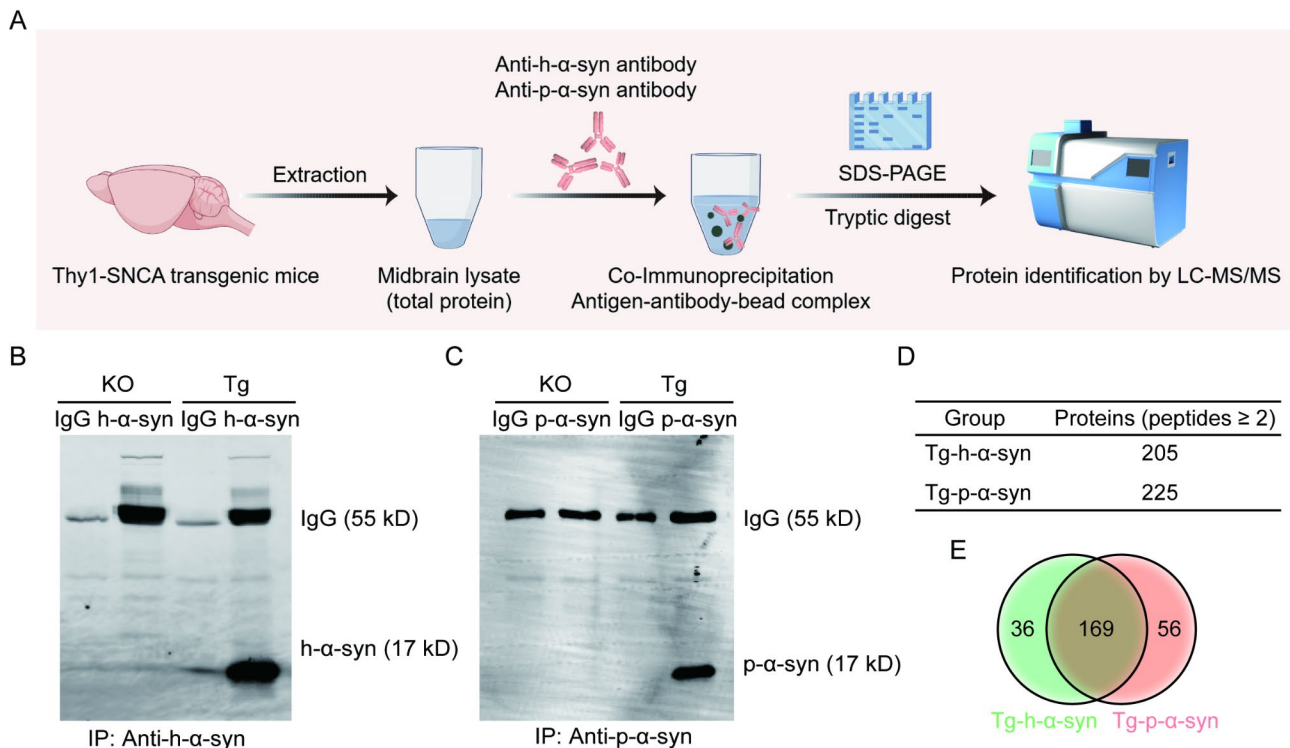 A
Anti-h-α-syn antibody
Anti-p-α-syn antibody
Extraction
SDS-PAGE
Tryptic digest
Thy1-SNCA transgenic mice
Midbrain lysate
(total protein)
Co-Immunoprecipitation
Antigen-antibody-bead complex
Protein identification by LC-MS/MS
B
KO Tg
IgG h-α-syn IgG h-α-syn
IgG (55 kD)
h-α-syn (17 kD)
IP: Anti-h-α-syn
C
KO Tg
IgG p-α-syn IgG p-α-syn
IgG (55 kD)
p-α-syn (17 kD)
IP: Anti-p-α-syn
D
Group Proteins (peptides ≥ 2)
Tg-h-α-syn 205
Tg-p-α-syn 225
E
36 169 56
Tg-h-α-syn Tg-p-α-syn